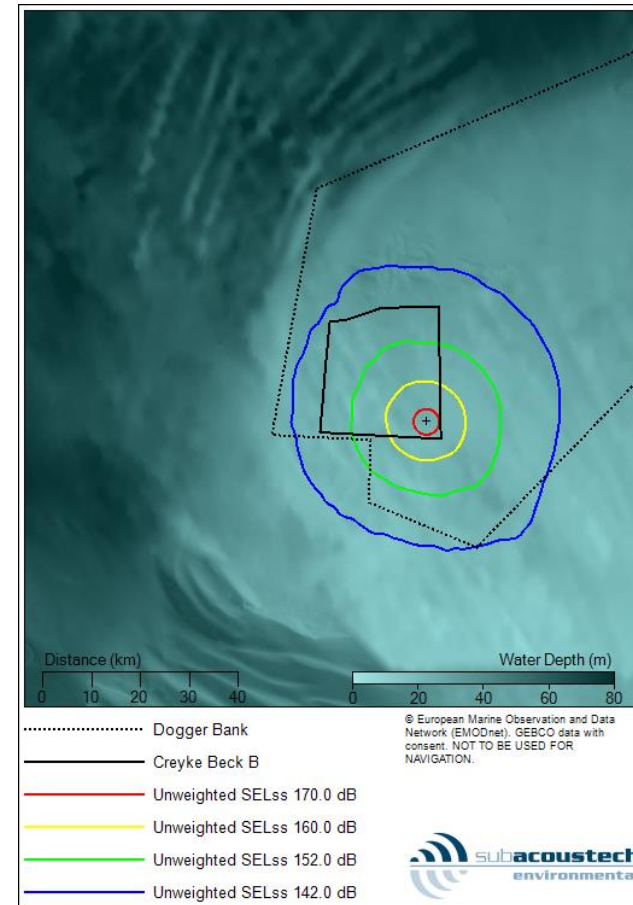 Distance (km)
0 10 20 30 40
Water Depth (m)
0 20 40 60 80
Dogger Bank
Creyke Beck B
Unweighted SELss 170.0 dB
Unweighted SELss 160.0 dB
Unweighted SELss 152.0 dB
Unweighted SELss 142.0 dB
© European Marine Observation and Data
Network (EMODnet). GEBCO data with
consent. NOT TO BE USED FOR
NAVIGATION.
subacoustech
environmenta